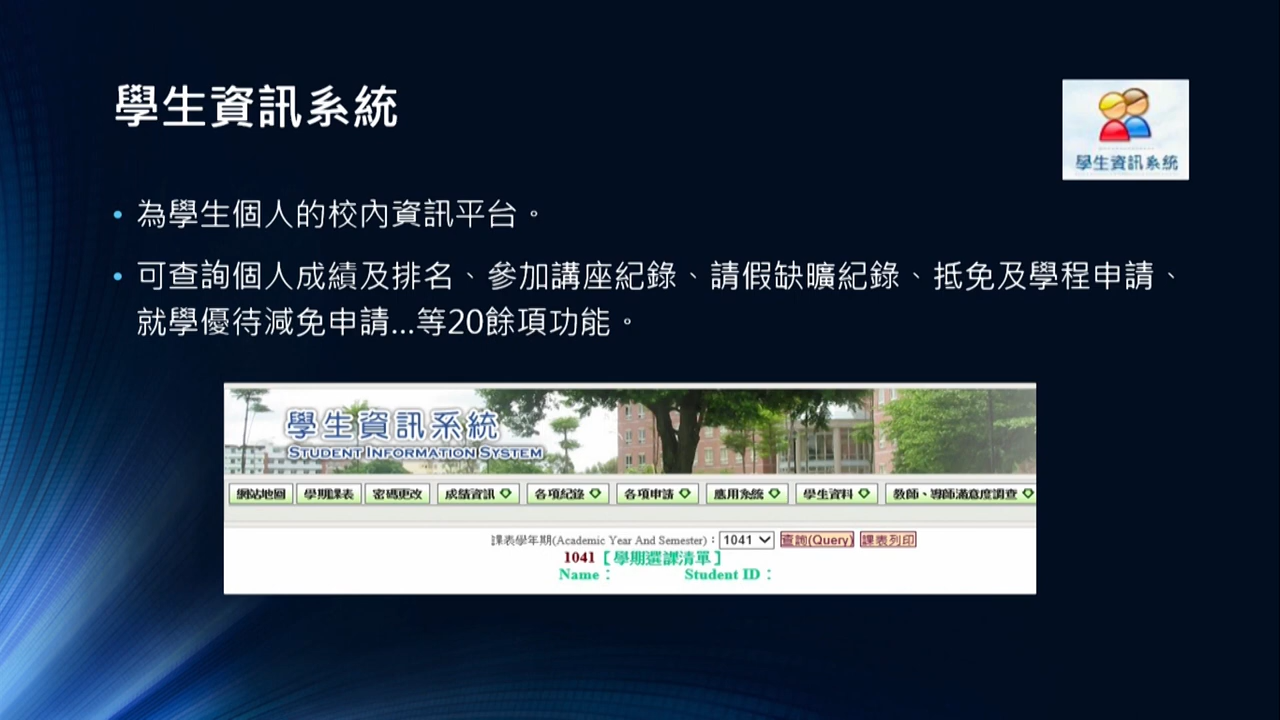 學生資訊系統
學生資訊系統
• 為學生個人的校內資訊平台。
• 可查詢個人成績及排名、參加講座紀錄、請假缺曠紀錄、抵免及學程申請、
就學優待減免申請...等20餘項功能。
學生資訊系統
STUDENT INFORMATION SYSTEM
網站地圖 學期課表 密碼更改 成績資訊 各項紀錄 各項申請 應用系統 學生資料 教師、導師滿意度調查
課表學年期(Academic Year And Semester)：1041 查詢(Query) 課表列印
1041 [ 學期選課清單 ]
Name： Student ID：